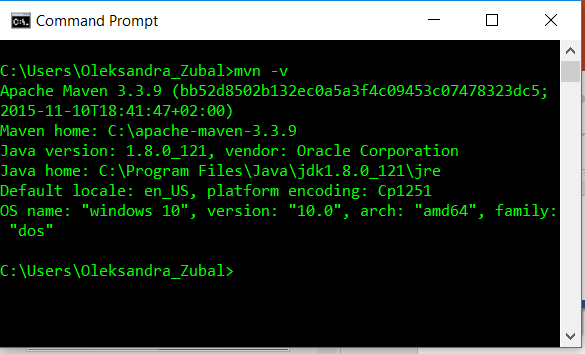 Command Prompt
C:\Users\Oleksandra_Zubal>mvn -v
Apache Maven 3.3.9 (bb52d8502b132ec0a5a3f4c09453c07478323dc5;
2015-11-10T18:41:47+02:00)
Maven home: C:\apache-maven-3.3.9
Java version: 1.8.0_121, vendor: Oracle Corporation
Java home: C:\Program Files\Java\jdk1.8.0_121\jre
Default locale: en_US, platform encoding: Cp1251
OS name: "windows 10", version: "10.0", arch: "amd64", family:
"dos"
C:\Users\Oleksandra_Zubal>